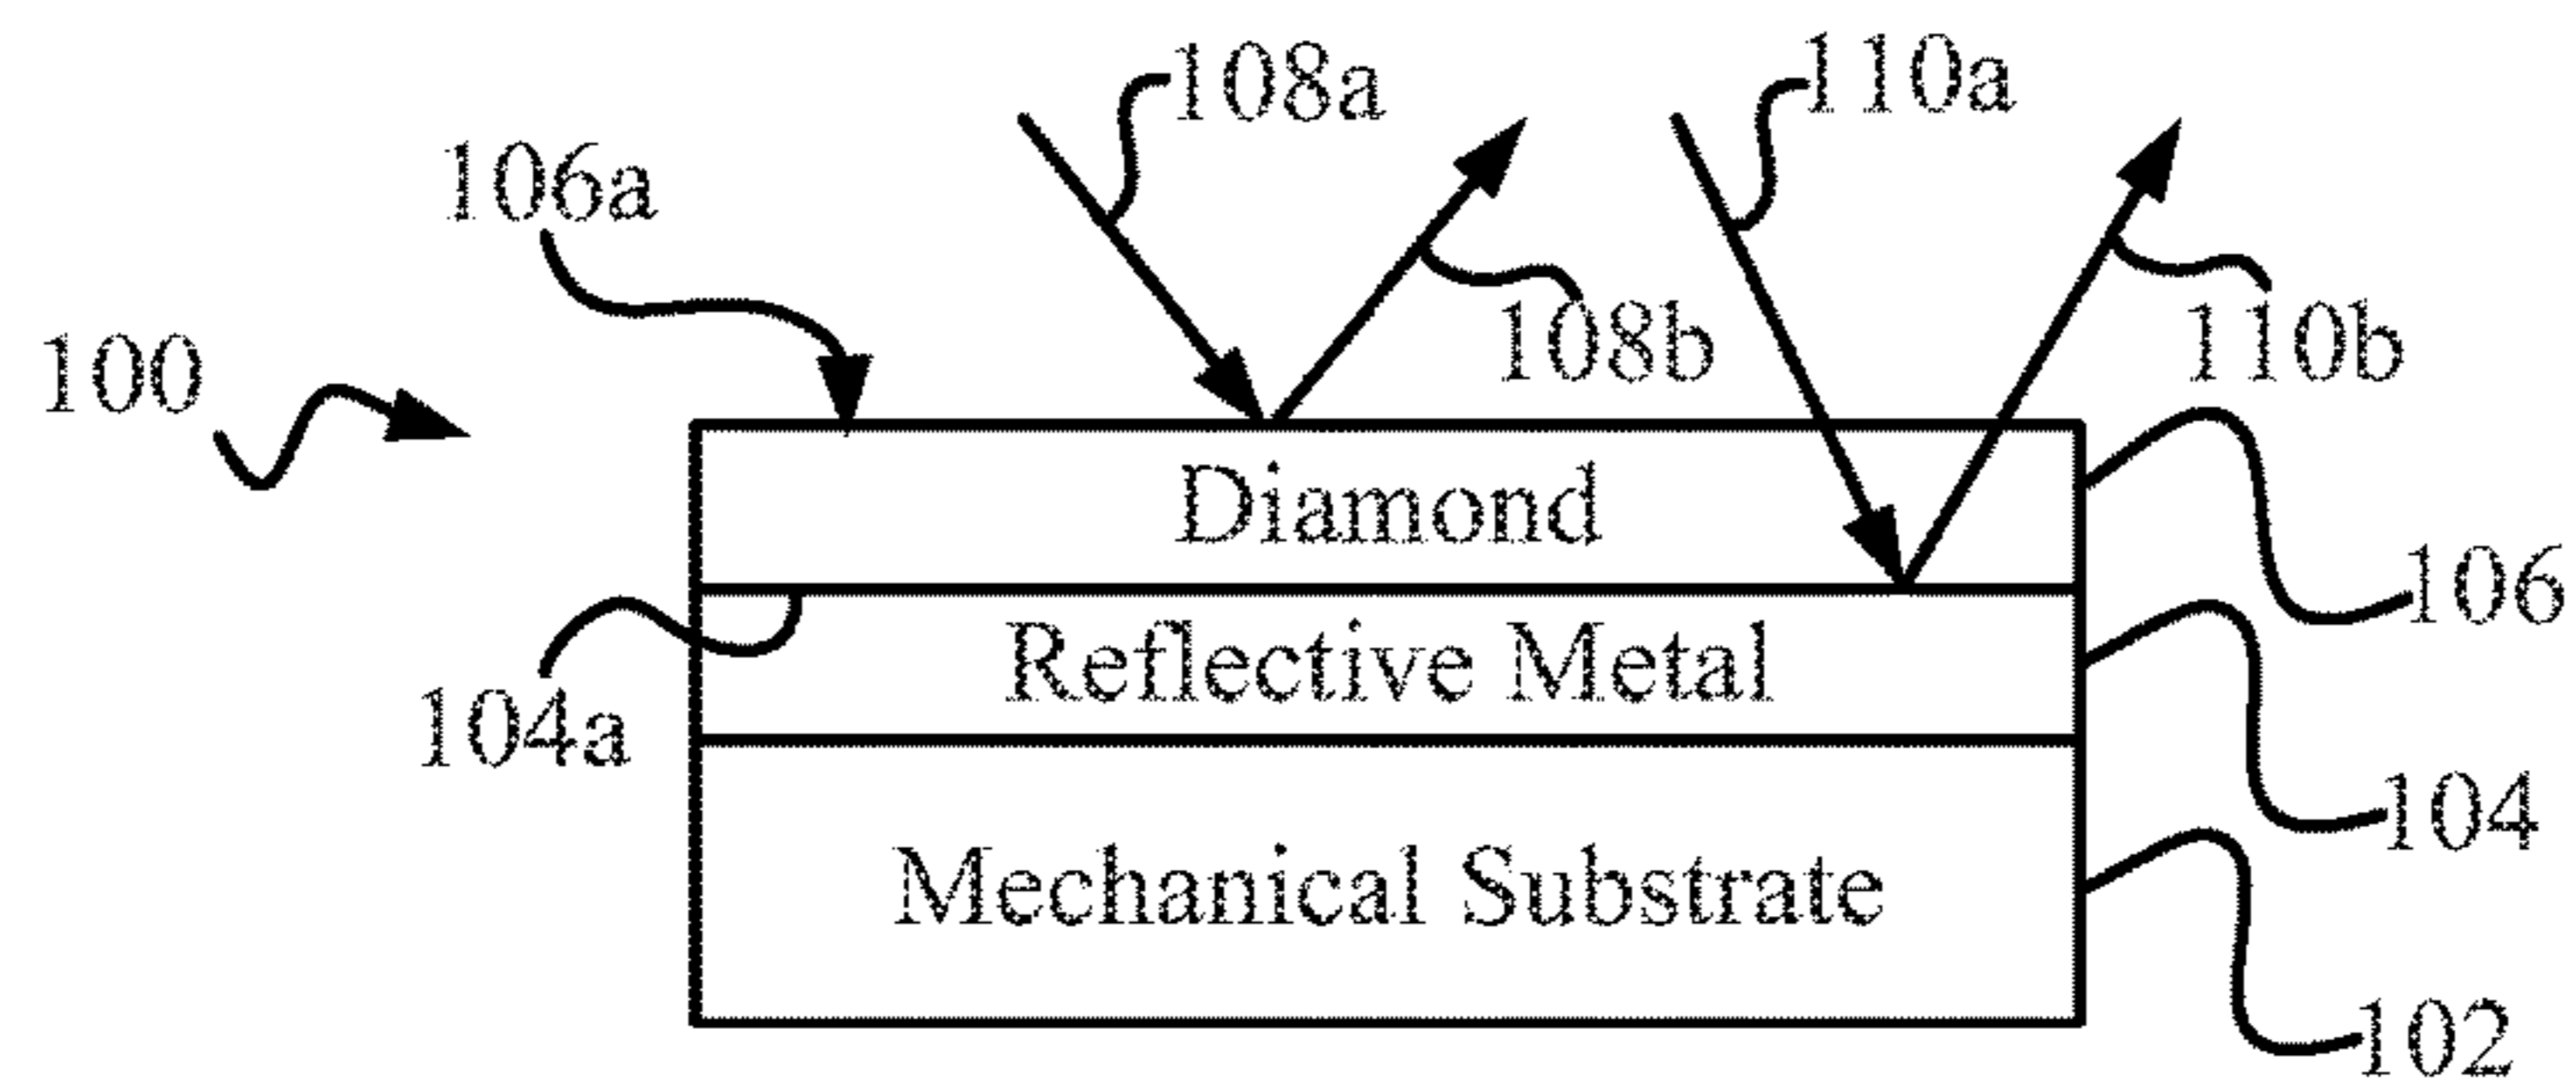 108a
110a
106a
100
108b
110b
Diamond
106
Reflective Metal
104a
104
Mechanical Substrate
102